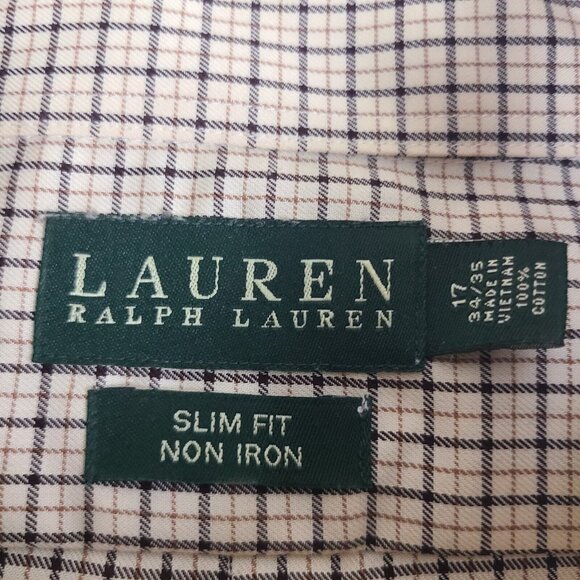 LAUREN
RALPH LAUREN
17
34/35
MADE IN
VIETNAM
100%
COTTON
SLIM FIT
NON IRON